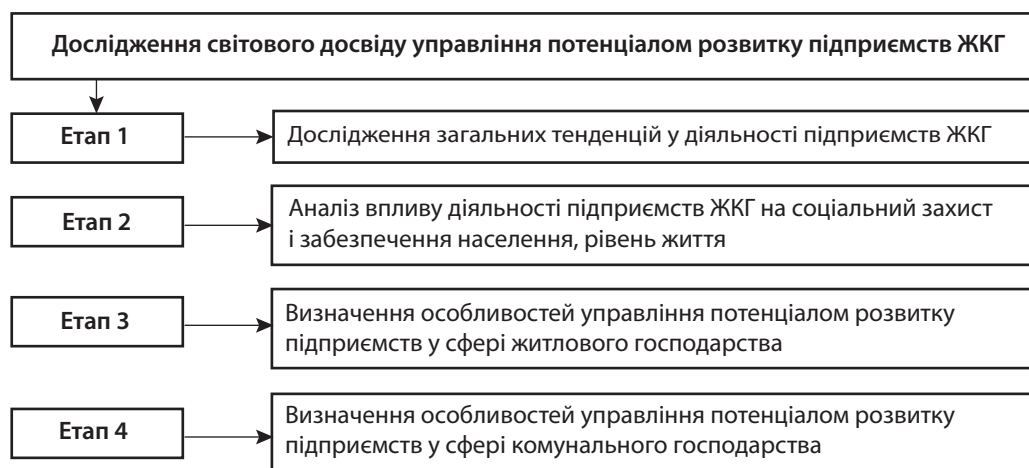 Дослідження світового досвіду управління потенціалом розвитку підприємств ЖКГ
Етап 1
Дослідження загальних тенденцій у діяльності підприємств ЖКГ
Етап 2
Аналіз впливу діяльності підприємств ЖКГ на соціальний захист
і забезпечення населення, рівень життя
Етап 3
Визначення особливостей управління потенціалом розвитку
підприємств у сфері житлового господарства
Етап 4
Визначення особливостей управління потенціалом розвитку
підприємств у сфері комунального господарства